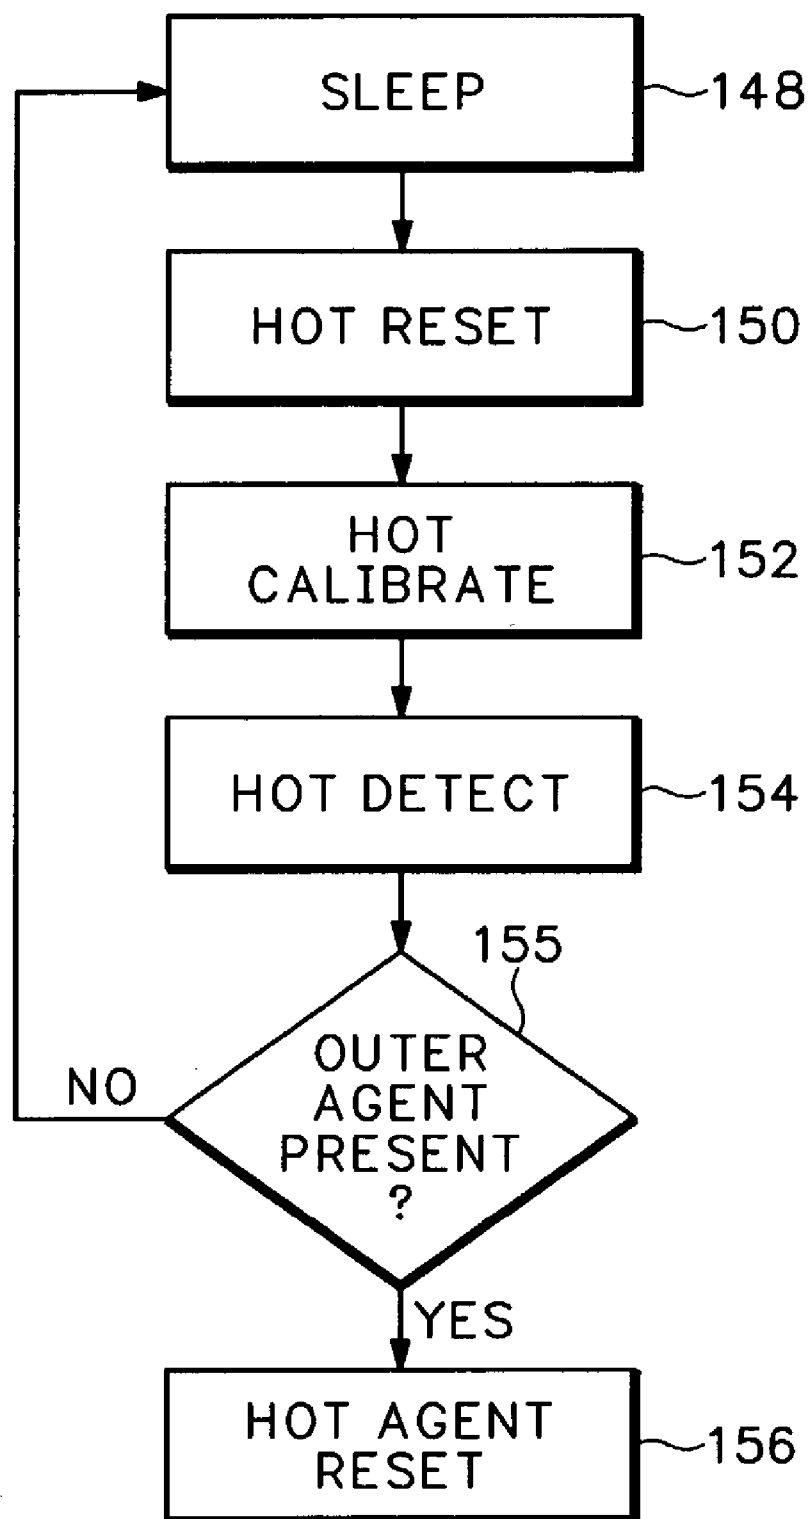 SLEEP
148
HOT RESET
150
HOT
CALIBRATE
152
HOT DETECT
154
155
OUTER
AGENT
PRESENT
?
NO
YES
HOT AGENT
RESET
156